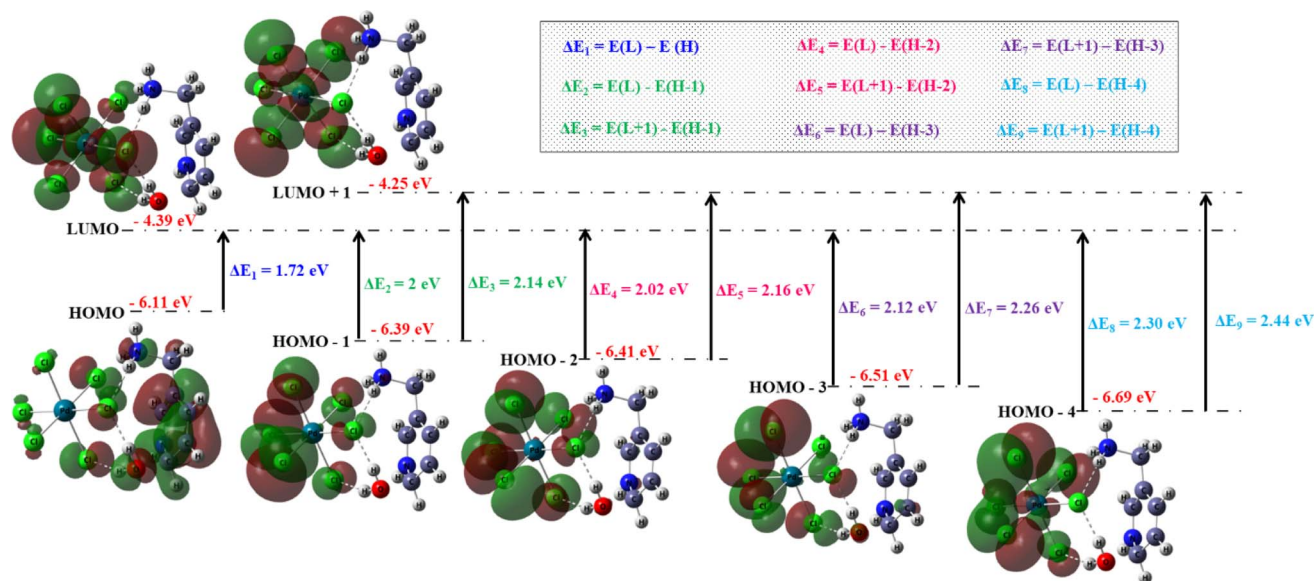 ΔE₁ = E(L) – E (H)
ΔE₂ = E(L) - E(H-1)
ΔE₃ = E(L+1) - E(H-1)
ΔE₄ = E(L) - E(H-2)
ΔE₅ = E(L+1) - E(H-2)
ΔE₆ = E(L) – E(H-3)
ΔE₇ = E(L+1) – E(H-3)
ΔE₈ = E(L) – E(H-4)
ΔE₉ = E(L+1) – E(H-4)
LUMO + 1
- 4.25 eV
LUMO
- 4.39 eV
ΔE₁ = 1.72 eV
ΔE₂ = 2 eV
ΔE₃ = 2.14 eV
ΔE₄ = 2.02 eV
ΔE₅ = 2.16 eV
ΔE₆ = 2.12 eV
ΔE₇ = 2.26 eV
ΔE₈ = 2.30 eV
ΔE₉ = 2.44 eV
HOMO
- 6.11 eV
HOMO - 1
- 6.39 eV
HOMO - 2
- 6.41 eV
HOMO - 3
- 6.51 eV
HOMO - 4
- 6.69 eV